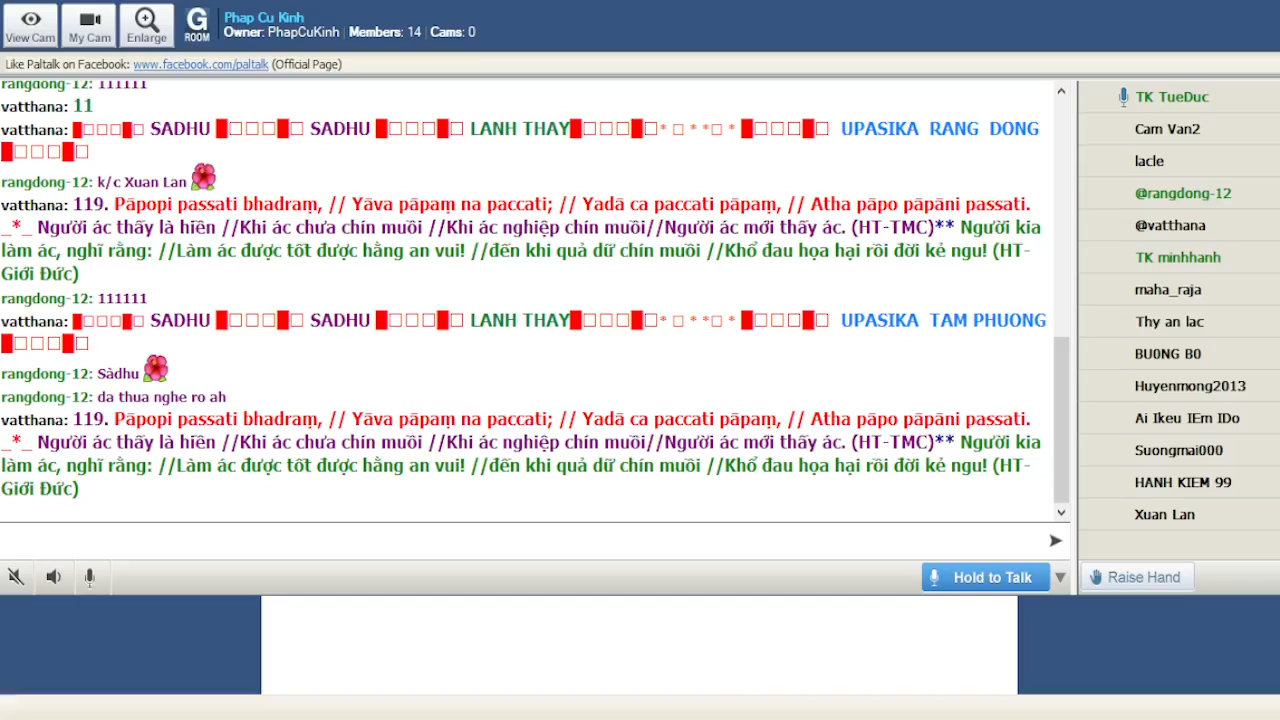 View Cam
My Cam
Enlarge
G
ROOM
Phap Cu Kinh
Owner: PhapCuKinh | Members: 14 | Cams: 0
Like Paltalk on Facebook: www.facebook.com/paltalk (Official Page)
rangdong-12: 111111
vatthana: 11
vatthana: █□□□█□ SADHU █□□□█□ SADHU █□□□█□ LANH THAY█□□□█□* □ * **□ * █□□□█□ UPASIKA RANG DONG
█□□□█□
rangdong-12: k/c Xuan Lan
vatthana: 119. Pāpopi passati bhadraṃ, // Yāva pāpaṃ na paccati; // Yadā ca paccati pāpaṃ, // Atha pāpo pāpāni passati.
_*_ Người ác thấy là hiền //Khi ác chưa chín muồi //Khi ác nghiệp chín muồi//Người ác mới thấy ác. (HT-TMC)** Người kia
làm ác, nghĩ rằng: //Làm ác được tốt được hằng an vui! //đến khi quả dữ chín muồi //Khổ đau họa hại rồi đời kẻ ngu! (HT-
Giới Đức)
rangdong-12: 111111
vatthana: █□□□█□ SADHU █□□□█□ SADHU █□□□█□ LANH THAY█□□□█□* □ * **□ * █□□□█□ UPASIKA TAM PHUONG
█□□□█□
rangdong-12: Sàdhu
rangdong-12: da thua nghe ro ah
vatthana: 119. Pāpopi passati bhadraṃ, // Yāva pāpaṃ na paccati; // Yadā ca paccati pāpaṃ, // Atha pāpo pāpāni passati.
_*_ Người ác thấy là hiền //Khi ác chưa chín muồi //Khi ác nghiệp chín muồi//Người ác mới thấy ác. (HT-TMC)** Người kia
làm ác, nghĩ rằng: //Làm ác được tốt được hằng an vui! //đến khi quả dữ chín muồi //Khổ đau họa hại rồi đời kẻ ngu! (HT-
Giới Đức)
Hold to Talk
TK TueDuc
Cam Van2
lacle
@rangdong-12
@vatthana
TK minhhanh
maha_raja
Thy an lac
BU0NG B0
Huyenmong2013
Ai Ikeu IEm IDo
Suongmai000
HANH KIEM 99
Xuan Lan
Raise Hand